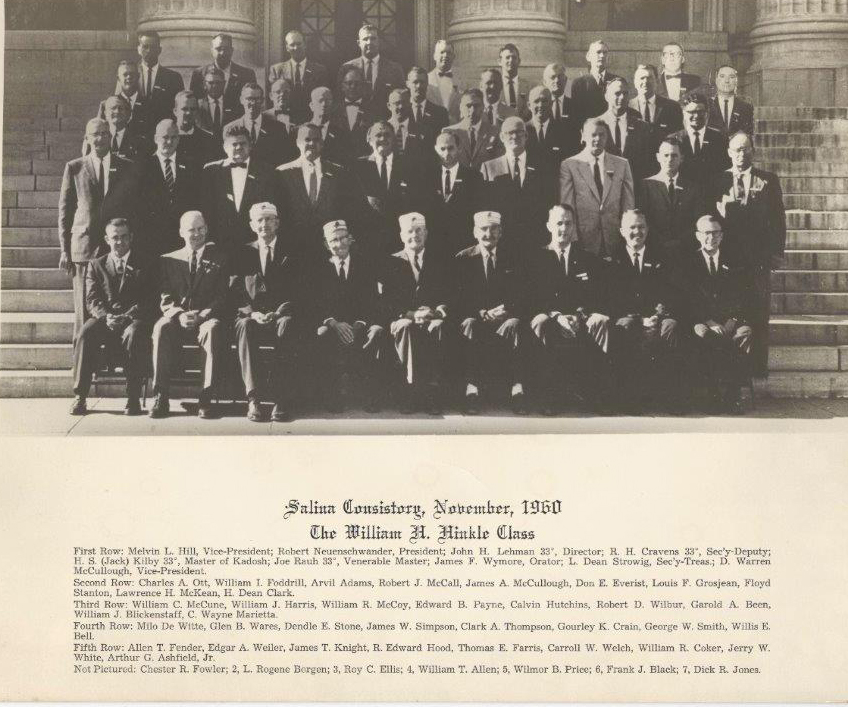 Salina Consistory, November, 1960
The William H. Hinkle Class
First Row: Melvin L. Hill, Vice-President; Robert Neuenschwander, President; John H. Lehman 33°, Director; R. H. Cravens 33°, Sec'y-Deputy;
H. S. (Jack) Kilby 33°, Master of Kadosh; Joe Rauh 33°, Venerable Master; James F. Wymore, Orator; L. Dean Strowig, Sec'y-Treas.; D. Warren
McCullough, Vice-President.
Second Row: Charles A. Ott, William I. Foddrill, Arvil Adams, Robert J. McCall, James A. McCullough, Don E. Everist, Louis F. Grosjean, Floyd
Stanton, Lawrence H. McKean, H. Dean Clark.
Third Row: William C. McCune, William J. Harris, William R. McCoy, Edward B. Payne, Calvin Hutchins, Robert D. Wilbur, Garold A. Been,
William J. Blickenstaff, C. Wayne Marietta.
Fourth Row: Milo De Witte, Glen B. Wares, Dendle E. Stone, James W. Simpson, Clark A. Thompson, Gourley K. Crain, George W. Smith, Willis E.
Bell.
Fifth Row: Allen T. Fender, Edgar A. Weiler, James T. Knight, R. Edward Hood, Thomas E. Farris, Carroll W. Welch, William R. Coker, Jerry W.
White, Arthur G. Ashfield, Jr.
Not Pictured: Chester R. Fowler; 2, L. Rogene Borgen; 3, Roy C. Ellis; 4, William T. Allen; 5, Wilmor B. Price; 6, Frank J. Black; 7, Dick R. Jones.